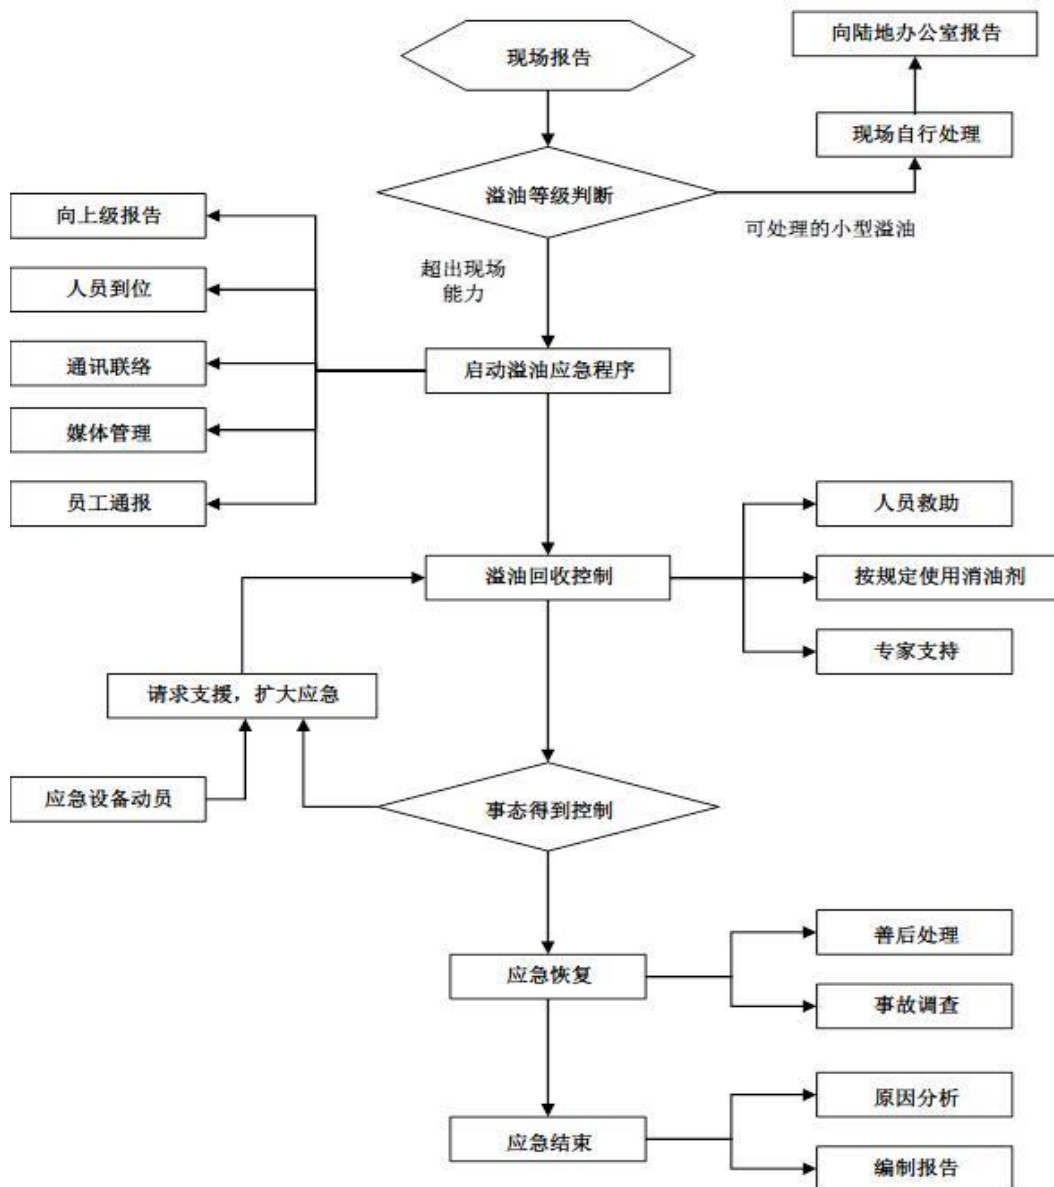 现场报告
向陆地办公室报告
现场自行处理
溢油等级判断
可处理的小型溢油
向上级报告
超出现场
能力
人员到位
通讯联络
启动溢油应急程序
媒体管理
员工通报
人员救助
溢油回收控制
按规定使用消油剂
专家支持
请求支援，扩大应急
应急设备动员
事态得到控制
善后处理
应急恢复
事故调查
原因分析
应急结束
编制报告